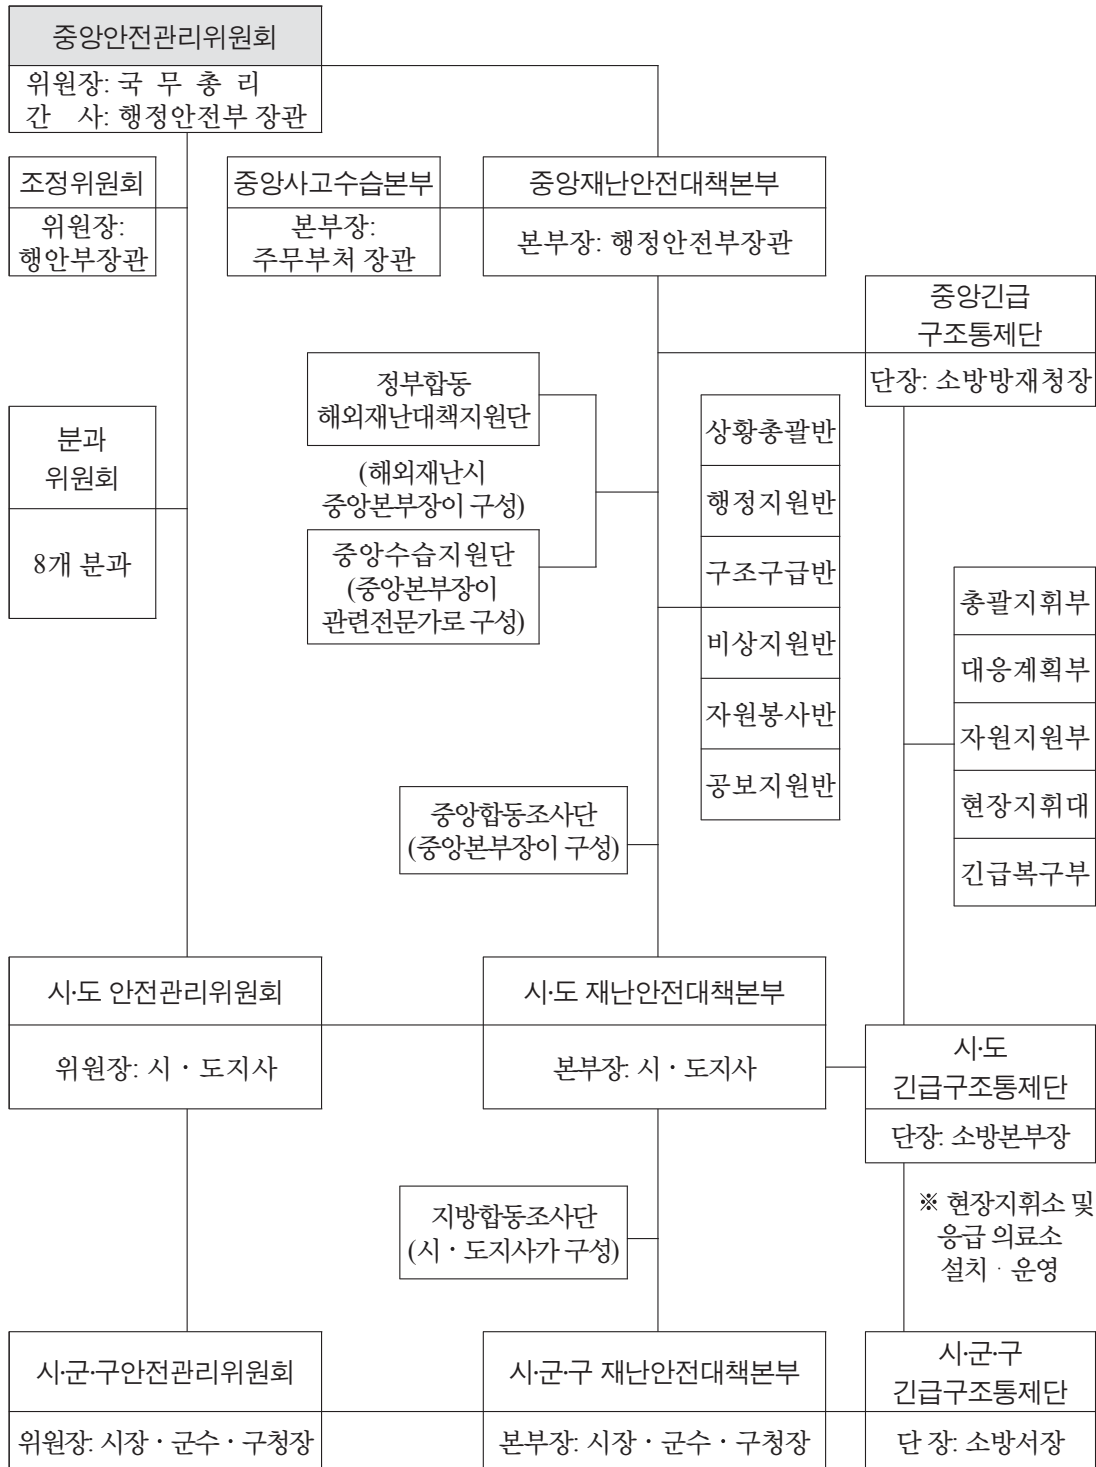 중앙안전관리위원회
위원장: 국 무 총 리
간 사: 행정안전부 장관
조정위원회
위원장:
행안부장관
중앙사고수습본부
본부장:
주무부처 장관
중앙재난안전대책본부
본부장: 행정안전부장관
중앙긴급
구조통제단
단장: 소방방재청장
정부합동
해외재난대책지원단
(해외재난시
중앙본부장이 구성)
중앙수습지원단
(중앙본부장이
관련전문가로 구성)
분과
위원회
8개 분과
상황총괄반
행정지원반
구조구급반
비상지원반
자원봉사반
공보지원반
총괄지휘부
대응계획부
자원지원부
현장지휘대
긴급복구부
중앙합동조사단
(중앙본부장이 구성)
시·도 안전관리위원회
위원장: 시·도지사
시·도 재난안전대책본부
본부장: 시·도지사
시·도
긴급구조통제단
단장: 소방본부장
지방합동조사단
(시·도지사가 구성)
※ 현장지휘소 및
응급 의료소
설치·운영
시·군·구안전관리위원회
위원장: 시장·군수·구청장
시·군·구 재난안전대책본부
본부장: 시장·군수·구청장
시·군·구
긴급구조통제단
단 장: 소방서장